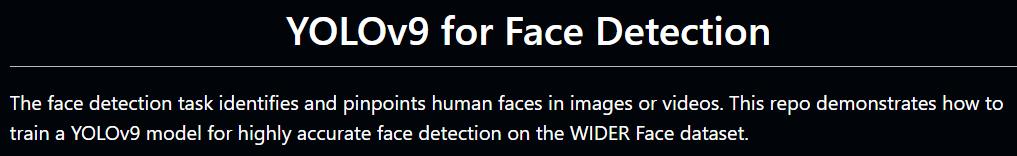 YOLOv9 for Face Detection
The face detection task identifies and pinpoints human faces in images or videos. This repo demonstrates how to
train a YOLOv9 model for highly accurate face detection on the WIDER Face dataset.